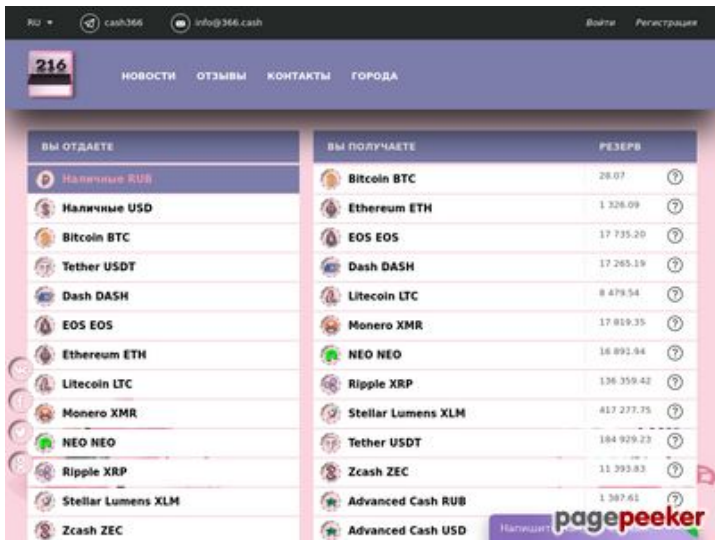 RU cash366 info@366.cash Войти Регистрация
216 НОВОСТИ ОТЗЫВЫ КОНТАКТЫ ГОРОДА
ВЫ ОТДАЕТЕ
Наличные RUB
Наличные USD
Bitcoin BTC
Tether USDT
Dash DASH
EOS EOS
Ethereum ETH
Litecoin LTC
Monero XMR
NEO NEO
Ripple XRP
Stellar Lumens XLM
Zcash ZEC
ВЫ ПОЛУЧАЕТЕ РЕЗЕРВ
Bitcoin BTC 28.07
Ethereum ETH 1 326.09
EOS EOS 17 735.20
Dash DASH 17 265.19
Litecoin LTC 8 479.54
Monero XMR 17 819.35
NEO NEO 16 891.94
Ripple XRP 136 359.42
Stellar Lumens XLM 417 277.75
Tether USDT 184 929.23
Zcash ZEC 11 393.83
Advanced Cash RUB 1 387.61
Advanced Cash USD
pagepeeker